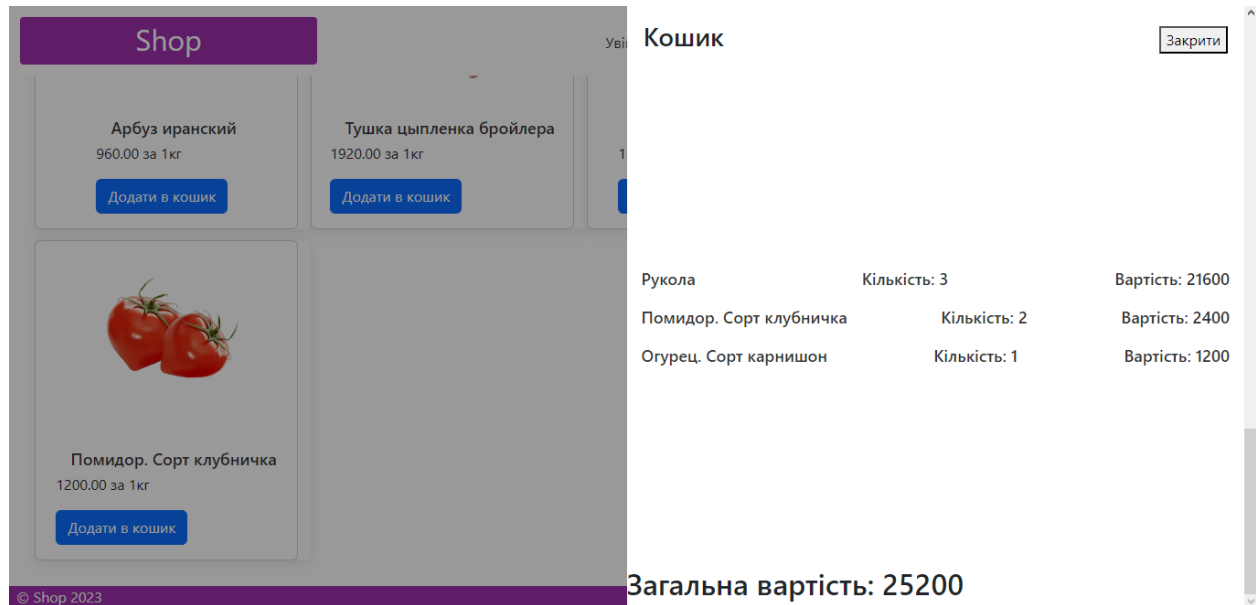 Shop
Уві
Арбуз иранский
960.00 за 1кг
Додати в кошик
Тушка цыпленка бройлера
1920.00 за 1кг
Додати в кошик
1
Помидор. Сорт клубничка
1200.00 за 1кг
Додати в кошик
© Shop 2023
Кошик
Закрити
Рукола Кількість: 3 Вартість: 21600
Помидор. Сорт клубничка Кількість: 2 Вартість: 2400
Огурец. Сорт карнишон Кількість: 1 Вартість: 1200
Загальна вартість: 25200